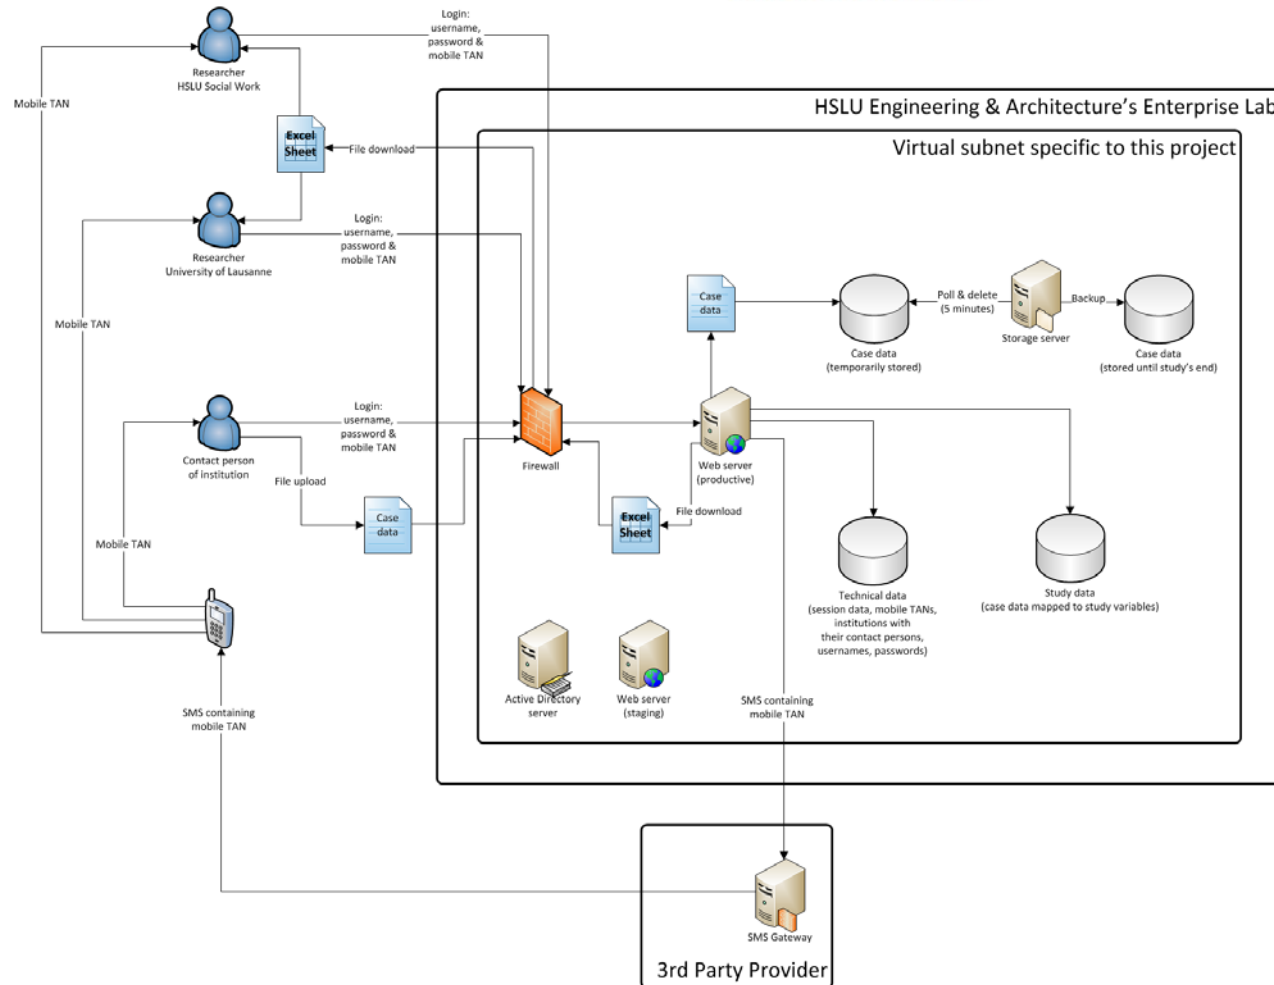 Login:
username,
password &
mobile TAN
Researcher
HSLU Social Work
Mobile TAN
HSLU Engineering & Architecture's Enterprise Lab
Excel
Sheet
File download
Virtual subnet specific to this project
Login:
username,
password &
mobile TAN
Researcher
University of Lausanne
Mobile TAN
Case
data
Poll & delete
(5 minutes)
Backup
Storage server
Case data
(temporarily stored)
Case data
(stored until study's end)
Login:
username,
password &
mobile TAN
Contact person
of institution
Firewall
Web server
(productive)
File upload
Case
data
File download
Excel
Sheet
Mobile TAN
Technical data
(session data, mobile TANs,
institutions with
their contact persons,
usernames, passwords)
Study data
(case data mapped to study variables)
Active Directory
server
Web server
(staging)
SMS containing
mobile TAN
SMS containing
mobile TAN
SMS Gateway
3rd Party Provider